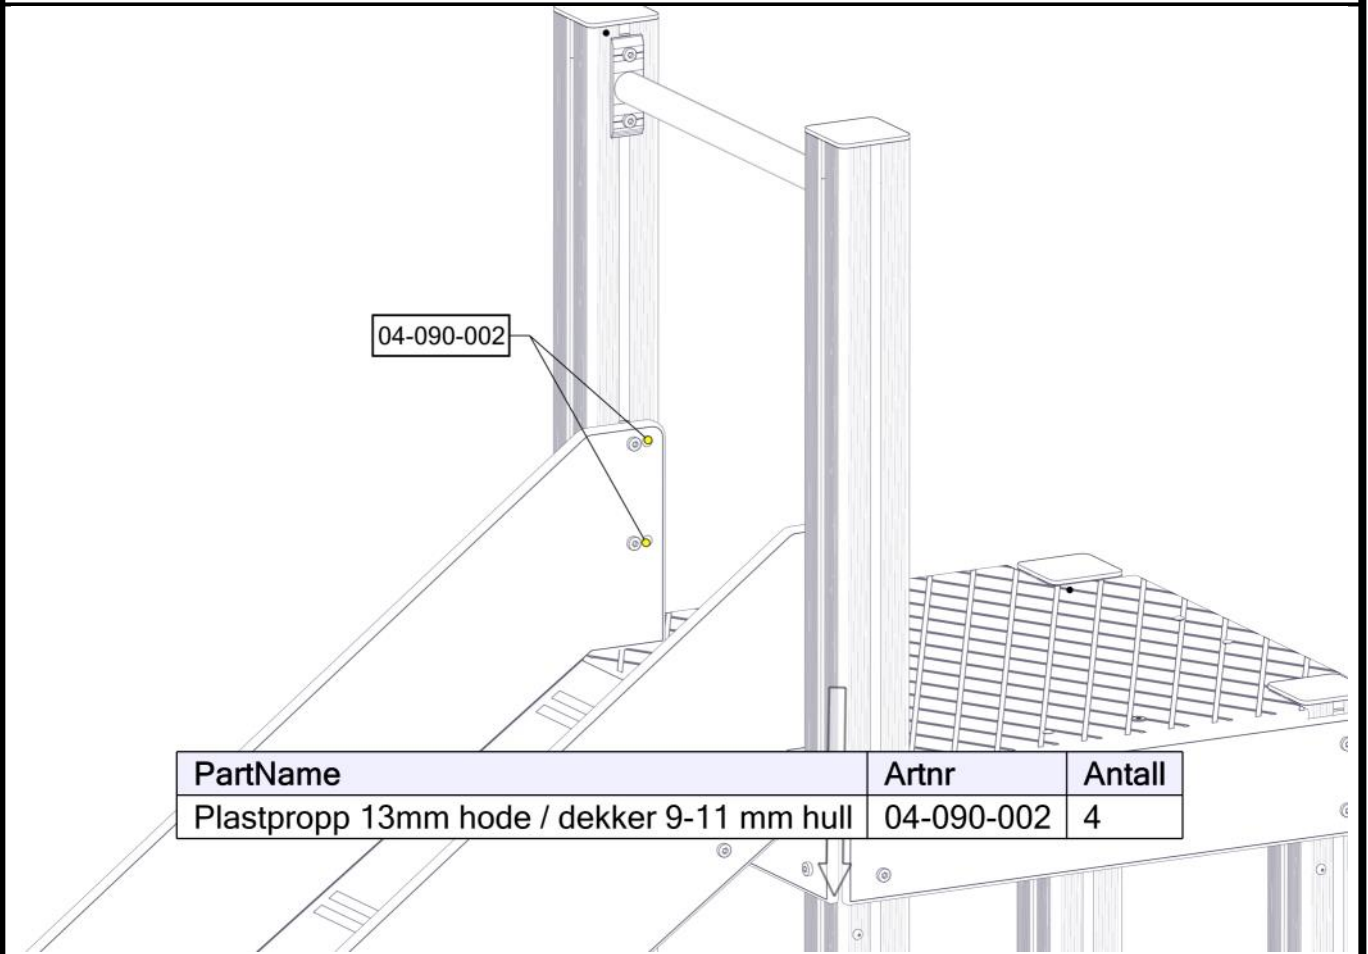 04-090-002
PartName Artnr Antall
Plastpropp 13mm hode / dekker 9-11 mm hull 04-090-002 4